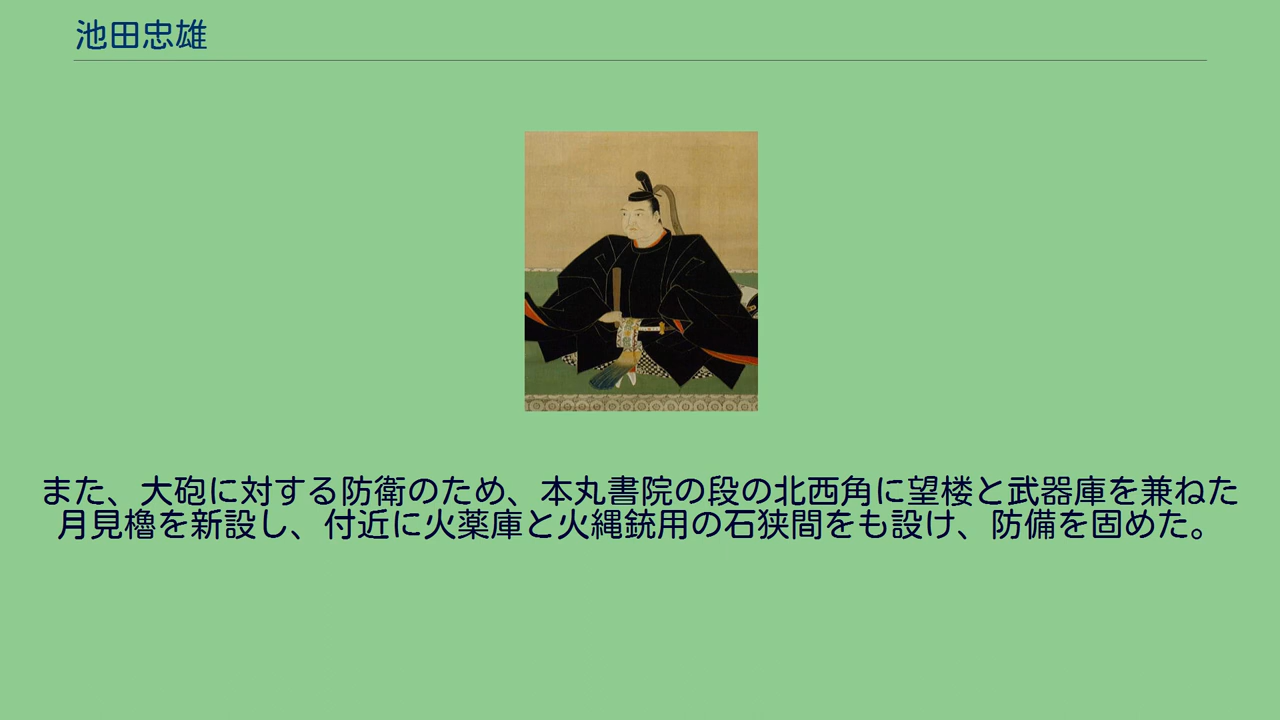 池田忠雄
また、大砲に対する防衛のため、本丸書院の段の北西角に望楼と武器庫を兼ねた
月見櫓を新設し、付近に火薬庫と火縄銃用の石狭間をも設け、防備を固めた。